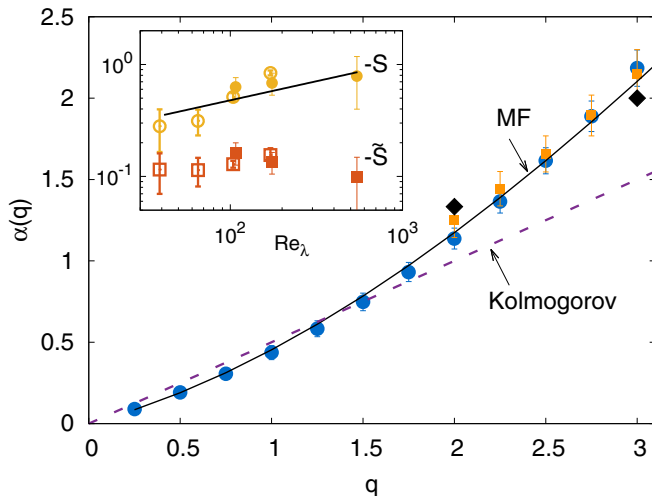 2.5
2
1.5
1
0.5
0
α(q)
0
0.5
1
1.5
2
2.5
3
q
MF
Kolmogorov
10⁰
10⁻¹
10²
10³
Re_λ
-S
-S̃